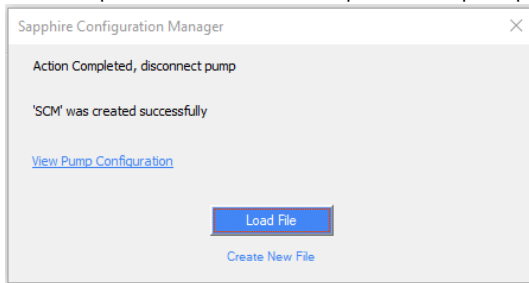 Sapphire Configuration Manager
Action Completed, disconnect pump
'SCM' was created successfully
View Pump Configuration
Load File
Create New File